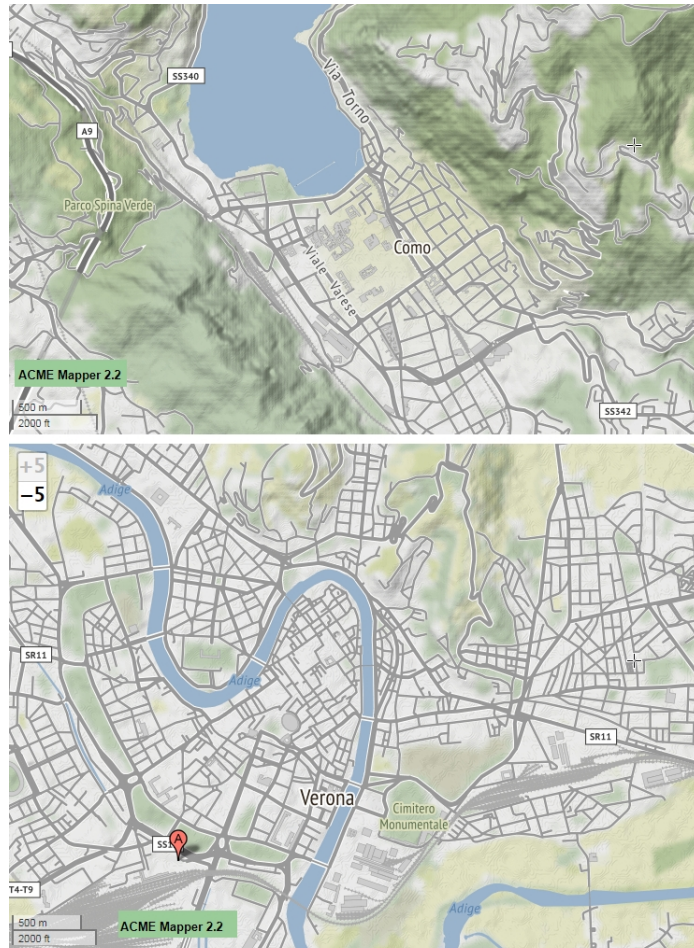 SS340
Via Torno
A9
Parco Spina Verde
Como
Viale Varese
ACME Mapper 2.2
500 m
2000 ft
SS342
+5
−5
Adige
SR11
Adige
SR11
Verona
Cimitero
Monumentale
A
T4-T9
Adige
500 m
2000 ft
ACME Mapper 2.2